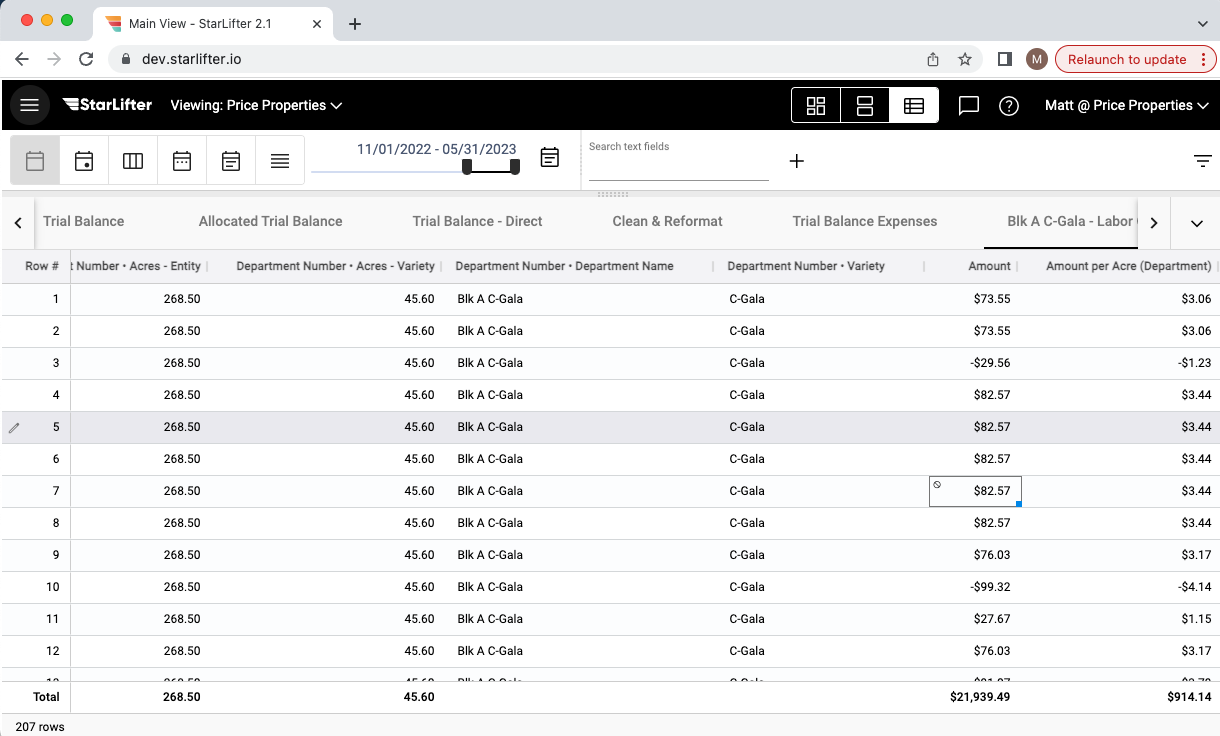 Main View - StarLifter 2.1
dev.starlifter.io
M
Relaunch to update
StarLifter
Viewing: Price Properties
Matt @ Price Properties
11/01/2022 - 05/31/2023
Search text fields
Trial Balance Allocated Trial Balance Trial Balance - Direct Clean & Reformat Trial Balance Expenses Blk A C-Gala - Labor
Row # t Number • Acres - Entity Department Number • Acres - Variety Department Number • Department Name Department Number • Variety Amount Amount per Acre (Department)
1 268.50 45.60 Blk A C-Gala C-Gala $73.55 $3.06
2 268.50 45.60 Blk A C-Gala C-Gala $73.55 $3.06
3 268.50 45.60 Blk A C-Gala C-Gala -$29.56 -$1.23
4 268.50 45.60 Blk A C-Gala C-Gala $82.57 $3.44
5 268.50 45.60 Blk A C-Gala C-Gala $82.57 $3.44
6 268.50 45.60 Blk A C-Gala C-Gala $82.57 $3.44
7 268.50 45.60 Blk A C-Gala C-Gala $82.57 $3.44
8 268.50 45.60 Blk A C-Gala C-Gala $82.57 $3.44
9 268.50 45.60 Blk A C-Gala C-Gala $76.03 $3.17
10 268.50 45.60 Blk A C-Gala C-Gala -$99.32 -$4.14
11 268.50 45.60 Blk A C-Gala C-Gala $27.67 $1.15
12 268.50 45.60 Blk A C-Gala C-Gala $76.03 $3.17
Total 268.50 45.60 $21,939.49 $914.14
207 rows